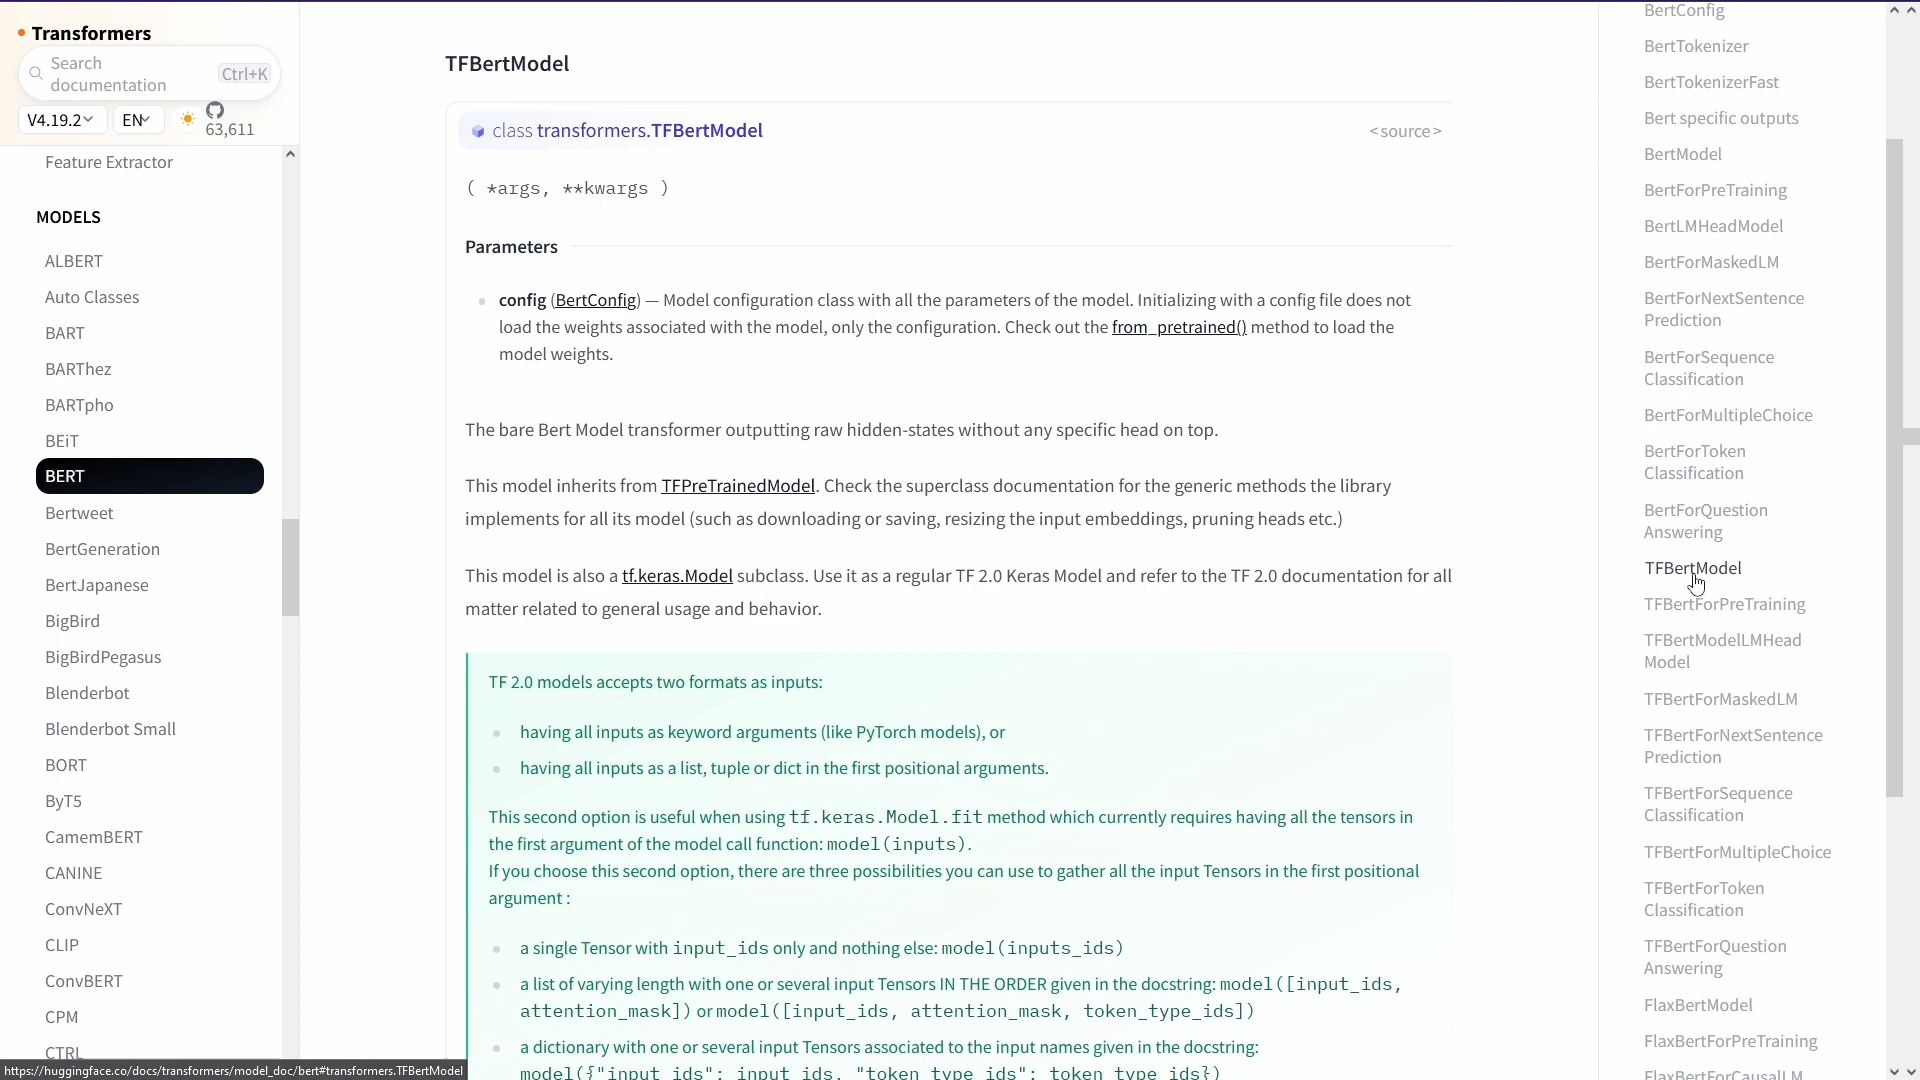 Transformers
Search
documentation
Ctrl+K
V4.19.2
EN
63,611
Feature Extractor
MODELS
ALBERT
Auto Classes
BART
BARThez
BARTpho
BEiT
BERT
Bertweet
BertGeneration
BertJapanese
BigBird
BigBirdPegasus
Blenderbot
Blenderbot Small
BORT
ByT5
CamemBERT
CANINE
ConvNeXT
CLIP
ConvBERT
CPM
CTRL
https://huggingface.co/docs/transformers/model_doc/bert#transformers.TFBertModel
TFBertModel
class transformers.TFBertModel
<source>
( *args, **kwargs )
Parameters
config (BertConfig) — Model configuration class with all the parameters of the model. Initializing with a config file does not
load the weights associated with the model, only the configuration. Check out the from_pretrained() method to load the
model weights.
The bare Bert Model transformer outputting raw hidden-states without any specific head on top.
This model inherits from TFPreTrainedModel. Check the superclass documentation for the generic methods the library
implements for all its model (such as downloading or saving, resizing the input embeddings, pruning heads etc.)
This model is also a tf.keras.Model subclass. Use it as a regular TF 2.0 Keras Model and refer to the TF 2.0 documentation for all
matter related to general usage and behavior.
TF 2.0 models accepts two formats as inputs:
having all inputs as keyword arguments (like PyTorch models), or
having all inputs as a list, tuple or dict in the first positional arguments.
This second option is useful when using tf.keras.Model.fit method which currently requires having all the tensors in
the first argument of the model call function: model(inputs).
If you choose this second option, there are three possibilities you can use to gather all the input Tensors in the first positional
argument :
a single Tensor with input_ids only and nothing else: model(inputs_ids)
a list of varying length with one or several input Tensors IN THE ORDER given in the docstring: model([input_ids,
attention_mask]) or model([input_ids, attention_mask, token_type_ids])
a dictionary with one or several input Tensors associated to the input names given in the docstring:
model({"input_ids": input_ids, "token_type_ids": token_type_ids})
BertConfig
BertTokenizer
BertTokenizerFast
Bert specific outputs
BertModel
BertForPreTraining
BertLMHeadModel
BertForMaskedLM
BertForNextSentence
Prediction
BertForSequence
Classification
BertForMultipleChoice
BertForToken
Classification
BertForQuestion
Answering
TFBertModel
TFBertForPreTraining
TFBertModelLMHead
Model
TFBertForMaskedLM
TFBertForNextSentence
Prediction
TFBertForSequence
Classification
TFBertForMultipleChoice
TFBertForToken
Classification
TFBertForQuestion
Answering
FlaxBertModel
FlaxBertForPreTraining
FlaxBertForCausalLM